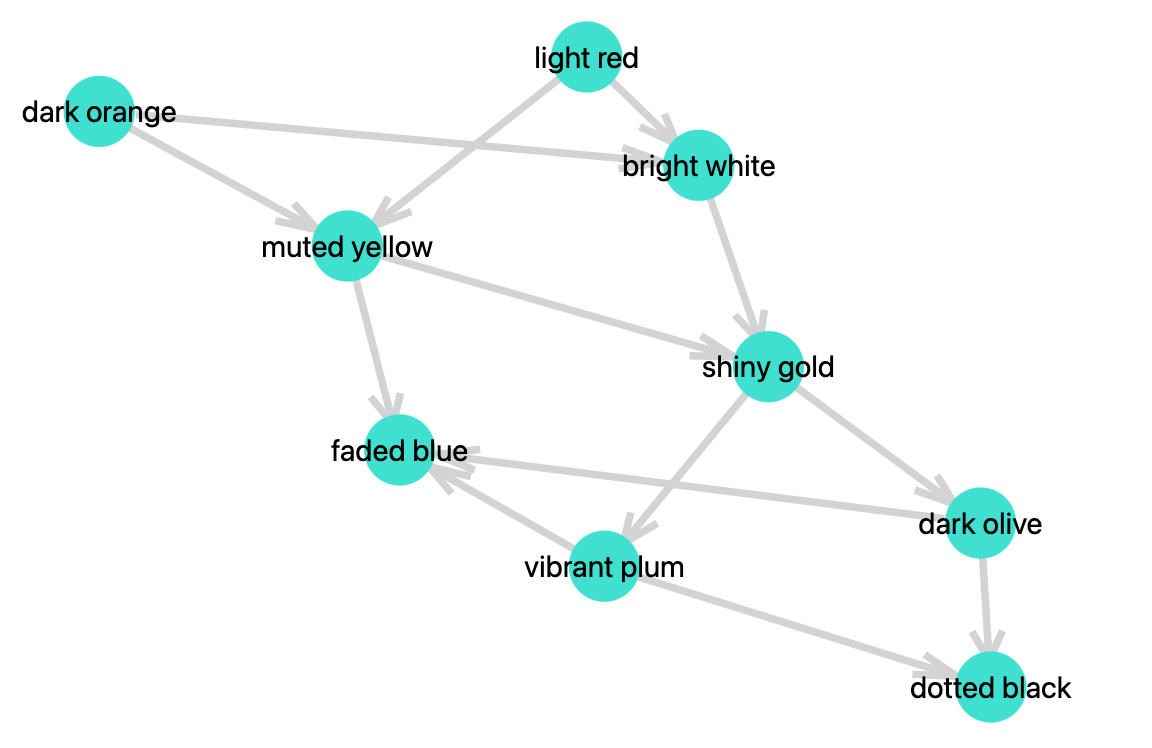 light red
dark orange
bright white
muted yellow
shiny gold
faded blue
dark olive
vibrant plum
dotted black